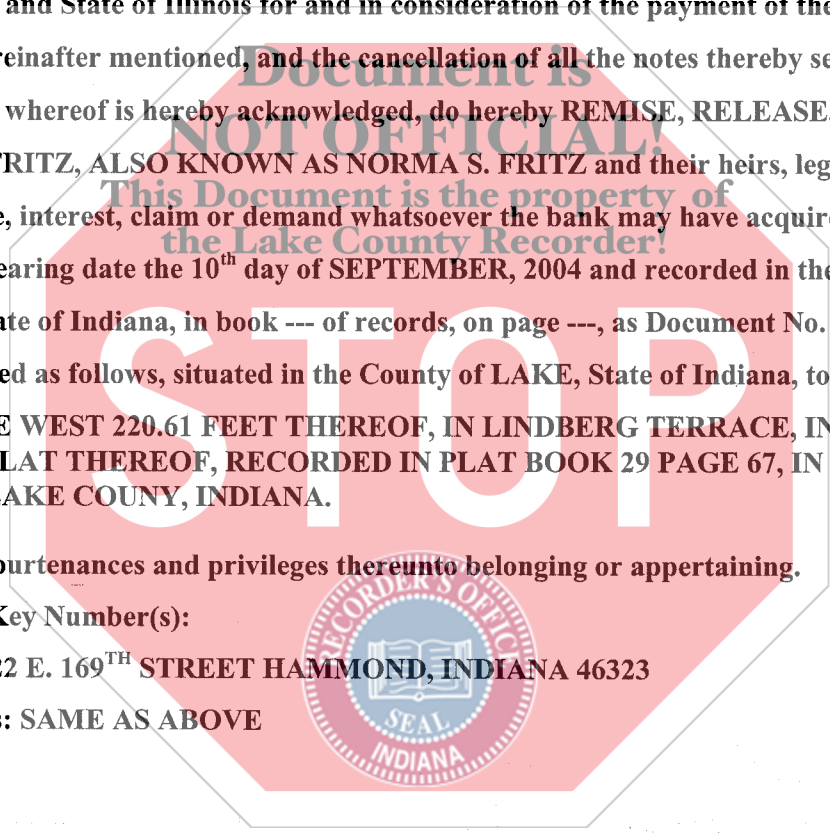 and State of Illinois for and in consideration of the payment of the
reinafter mentioned, and the cancellation of all the notes thereby se
whereof is hereby acknowledged, do hereby REMISE, RELEASE,
FRITZ, ALSO KNOWN AS NORMA S. FRITZ and their heirs, leg
e, interest, claim or demand whatsoever the bank may have acquire
earing date the 10th day of SEPTEMBER, 2004 and recorded in the
ate of Indiana, in book --- of records, on page ---, as Document No.
ed as follows, situated in the County of LAKE, State of Indiana, to
E WEST 220.61 FEET THEREOF, IN LINDBERG TERRACE, IN
LAT THEREOF, RECORDED IN PLAT BOOK 29 PAGE 67, IN
LAKE COUNY, INDIANA.
purtenances and privileges thereunto belonging or appertaining.
Key Number(s):
22 E. 169TH STREET HAMMOND, INDIANA 46323
s: SAME AS ABOVE
Document is
NOT OFFICIAL!
This Document is the property of
the Lake County Recorder!
STOP
RECORDER'S OFFICE
SEAL
INDIANA